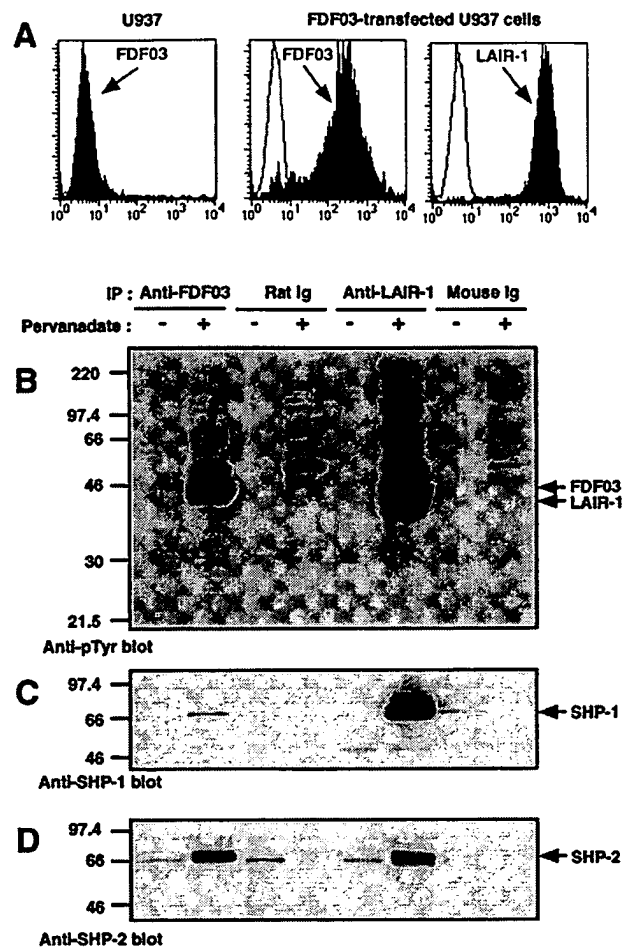 A
U937
FDF03-transfected U937 cells
FDF03
FDF03
LAIR-1
10⁰ 10¹ 10² 10³ 10⁴
10⁰ 10¹ 10² 10³ 10⁴
10⁰ 10¹ 10² 10³ 10⁴
IP : Anti-FDF03 Rat Ig Anti-LAIR-1 Mouse Ig
Pervanadate : - + - + - + - +
B
220
97.4
66
46
30
21.5
FDF03
LAIR-1
Anti-pTyr blot
C
97.4
66
46
SHP-1
Anti-SHP-1 blot
D
97.4
66
46
SHP-2
Anti-SHP-2 blot